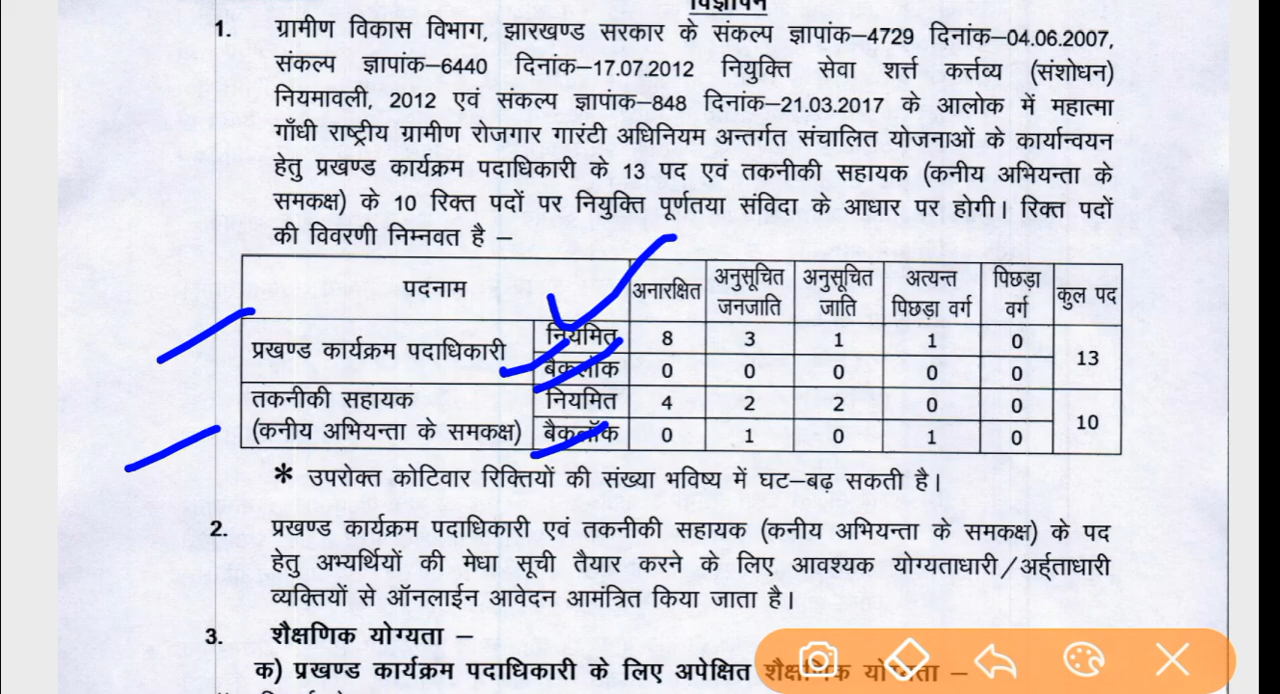 विज्ञापन
1. ग्रामीण विकास विभाग, झारखण्ड सरकार के संकल्प ज्ञापांक–4729 दिनांक–04.06.2007,
संकल्प ज्ञापांक–6440 दिनांक–17.07.2012 नियुक्ति सेवा शर्त्त कर्त्तव्य (संशोधन)
नियमावली, 2012 एवं संकल्प ज्ञापांक–848 दिनांक–21.03.2017 के आलोक में महात्मा
गाँधी राष्ट्रीय ग्रामीण रोजगार गारंटी अधिनियम अन्तर्गत संचालित योजनाओं के कार्यान्वयन
हेतु प्रखण्ड कार्यक्रम पदाधिकारी के 13 पद एवं तकनीकी सहायक (कनीय अभियन्ता के
समकक्ष) के 10 रिक्त पदों पर नियुक्ति पूर्णतया संविदा के आधार पर होगी। रिक्त पदों
की विवरणी निम्नवत है –
पदनाम अनारक्षित अनुसूचित जनजाति अनुसूचित जाति अत्यन्त पिछड़ा वर्ग पिछड़ा वर्ग कुल पद
प्रखण्ड कार्यक्रम पदाधिकारी नियमित 8 3 1 1 0 13
बैकलॉक 0 0 0 0 0
तकनीकी सहायक नियमित 4 2 2 0 0 10
(कनीय अभियन्ता के समकक्ष) बैकलॉक 0 1 0 1 0
* उपरोक्त कोटिवार रिक्तियों की संख्या भविष्य में घट–बढ़ सकती है।
2. प्रखण्ड कार्यक्रम पदाधिकारी एवं तकनीकी सहायक (कनीय अभियन्ता के समकक्ष) के पद
हेतु अभ्यर्थियों की मेधा सूची तैयार करने के लिए आवश्यक योग्यताधारी/अर्हताधारी
व्यक्तियों से ऑनलाईन आवेदन आमंत्रित किया जाता है।
3. शैक्षणिक योग्यता –
क) प्रखण्ड कार्यक्रम पदाधिकारी के लिए अपेक्षित शैक्षणिक योग्यता –